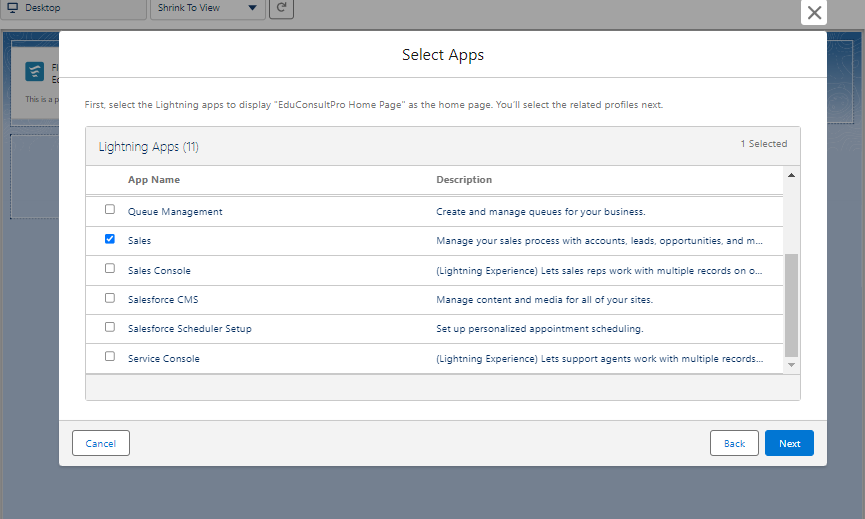 Desktop
Shrink To View
Select Apps
Fl
Ec
This is a p
First, select the Lightning apps to display "EduConsultPro Home Page" as the home page. You'll select the related profiles next.
Lightning Apps (11)
1 Selected
App Name Description
Queue Management Create and manage queues for your business.
Sales Manage your sales process with accounts, leads, opportunities, and m...
Sales Console (Lightning Experience) Lets sales reps work with multiple records on o...
Salesforce CMS Manage content and media for all of your sites.
Salesforce Scheduler Setup Set up personalized appointment scheduling.
Service Console (Lightning Experience) Lets support agents work with multiple records...
Cancel Back Next